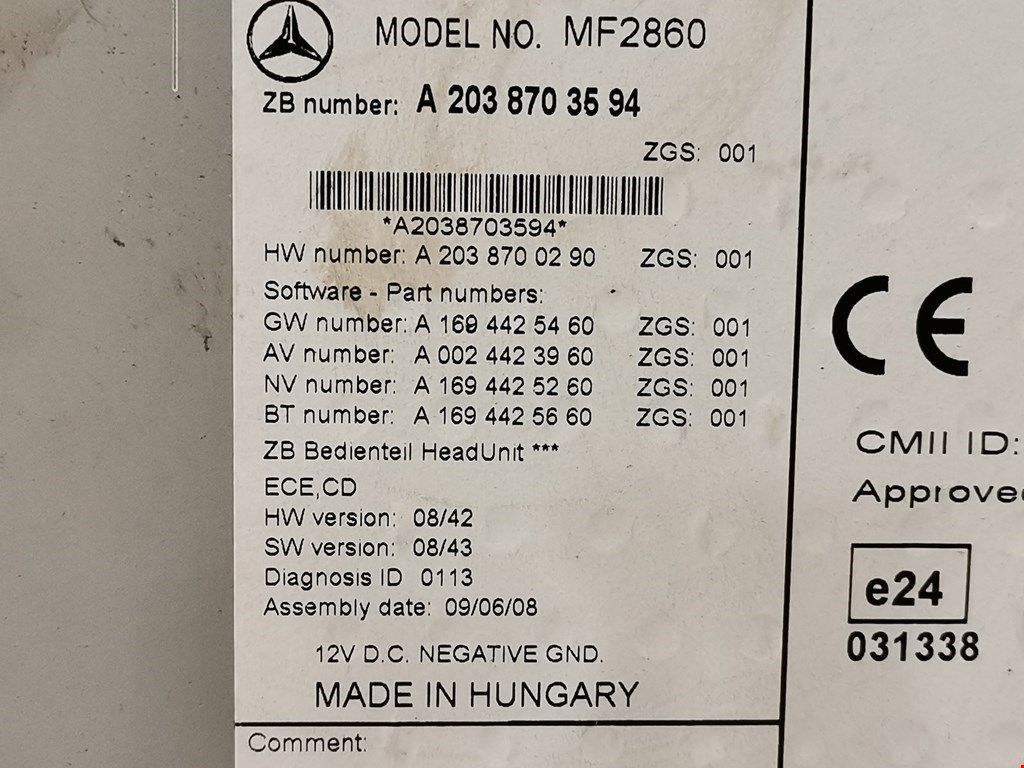 MODEL NO. MF2860
ZB number: A 203 870 35 94
ZGS: 001
*A2038703594*
HW number: A 203 870 02 90 ZGS: 001
Software - Part numbers:
GW number: A 169 442 54 60 ZGS: 001
AV number: A 002 442 39 60 ZGS: 001
NV number: A 169 442 52 60 ZGS: 001
BT number: A 169 442 56 60 ZGS: 001
ZB Bedienteil HeadUnit ***
ECE,CD
HW version: 08/42
SW version: 08/43
Diagnosis ID 0113
Assembly date: 09/06/08
12V D.C. NEGATIVE GND.
MADE IN HUNGARY
Comment:
CE
CMII ID:
Approve
e24
031338